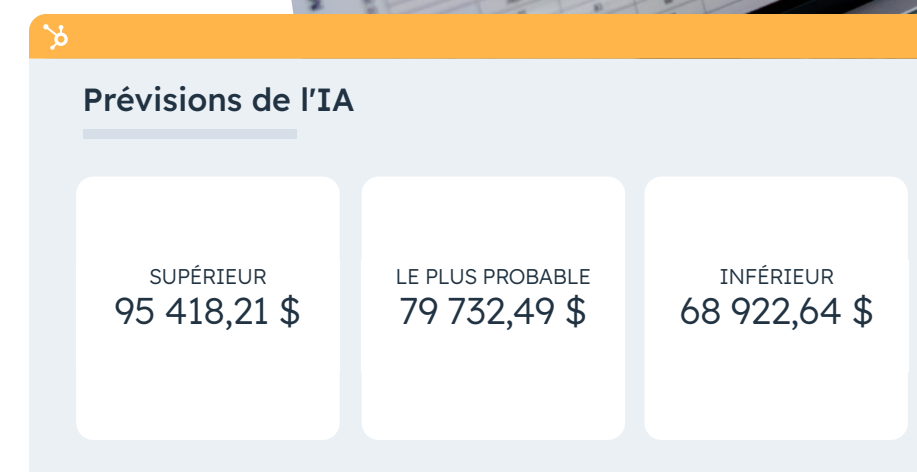 Prévisions de l'IA
SUPÉRIEUR
95 418,21 $
LE PLUS PROBABLE
79 732,49 $
INFÉRIEUR
68 922,64 $